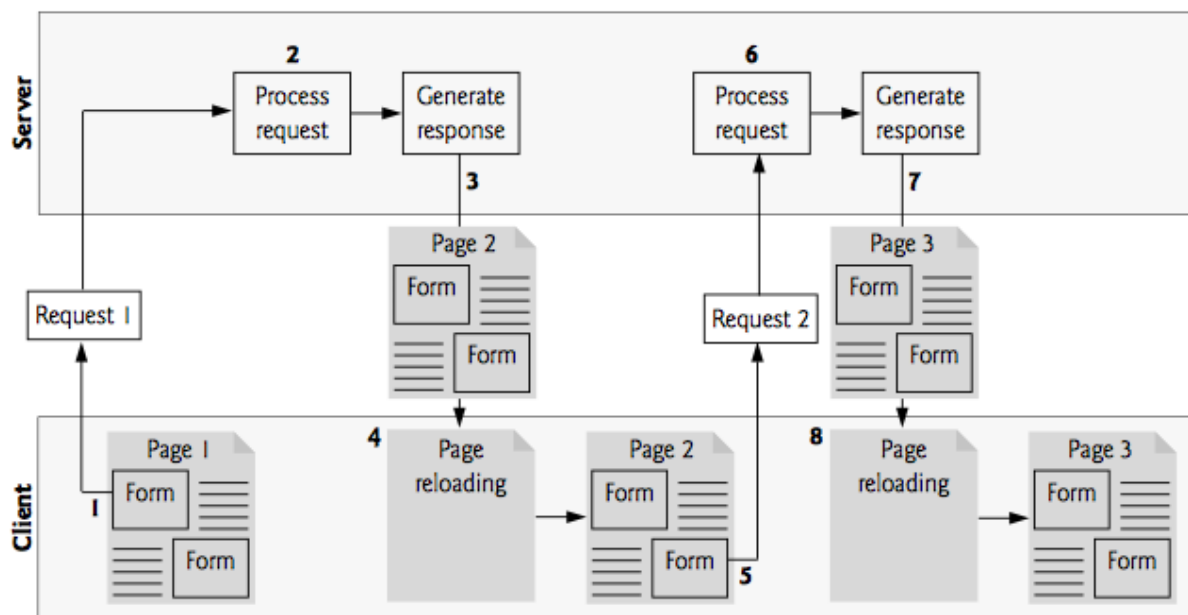 Server
2
Process
request
Generate
response
3
6
Process
request
Generate
response
7
Page 2
Form
Form
Request 1
Request 2
Page 3
Form
Form
Client
Page 1
Form
Form
1
4
Page
reloading
Page 2
Form
Form
5
8
Page
reloading
Page 3
Form
Form